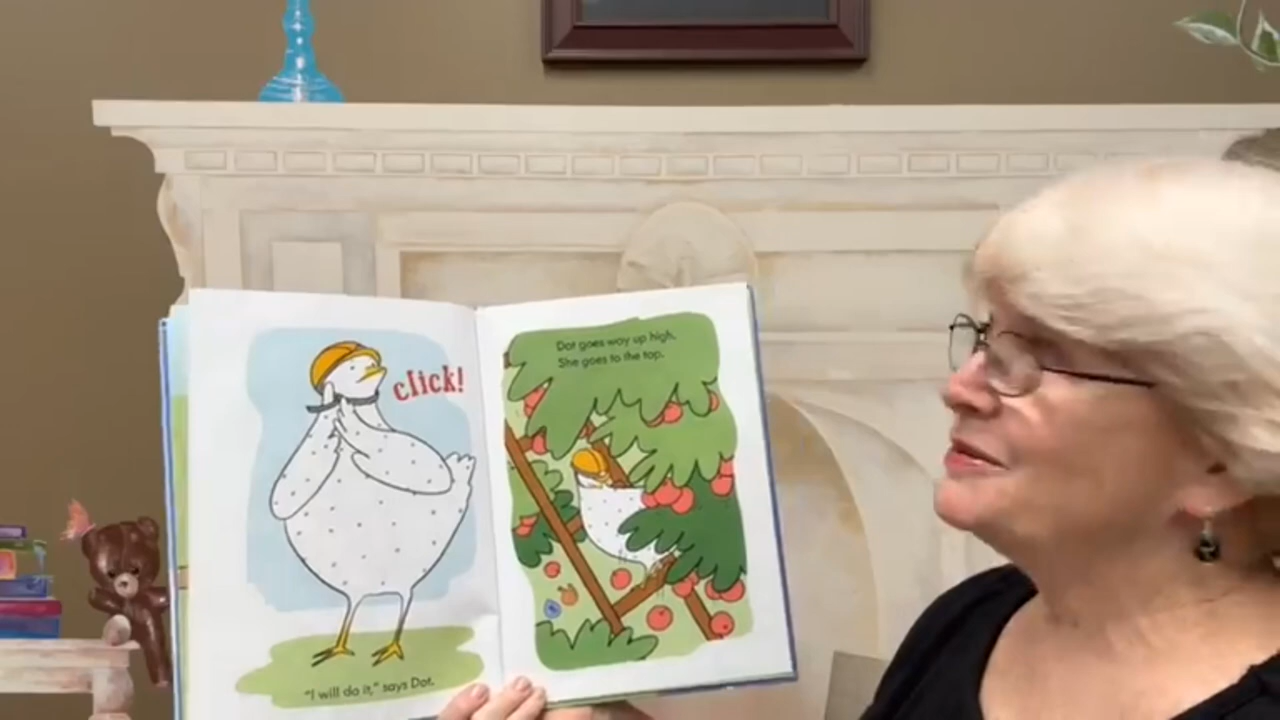 click!
"I will do it," says Dot.
Dot goes way up high.
She goes to the top.